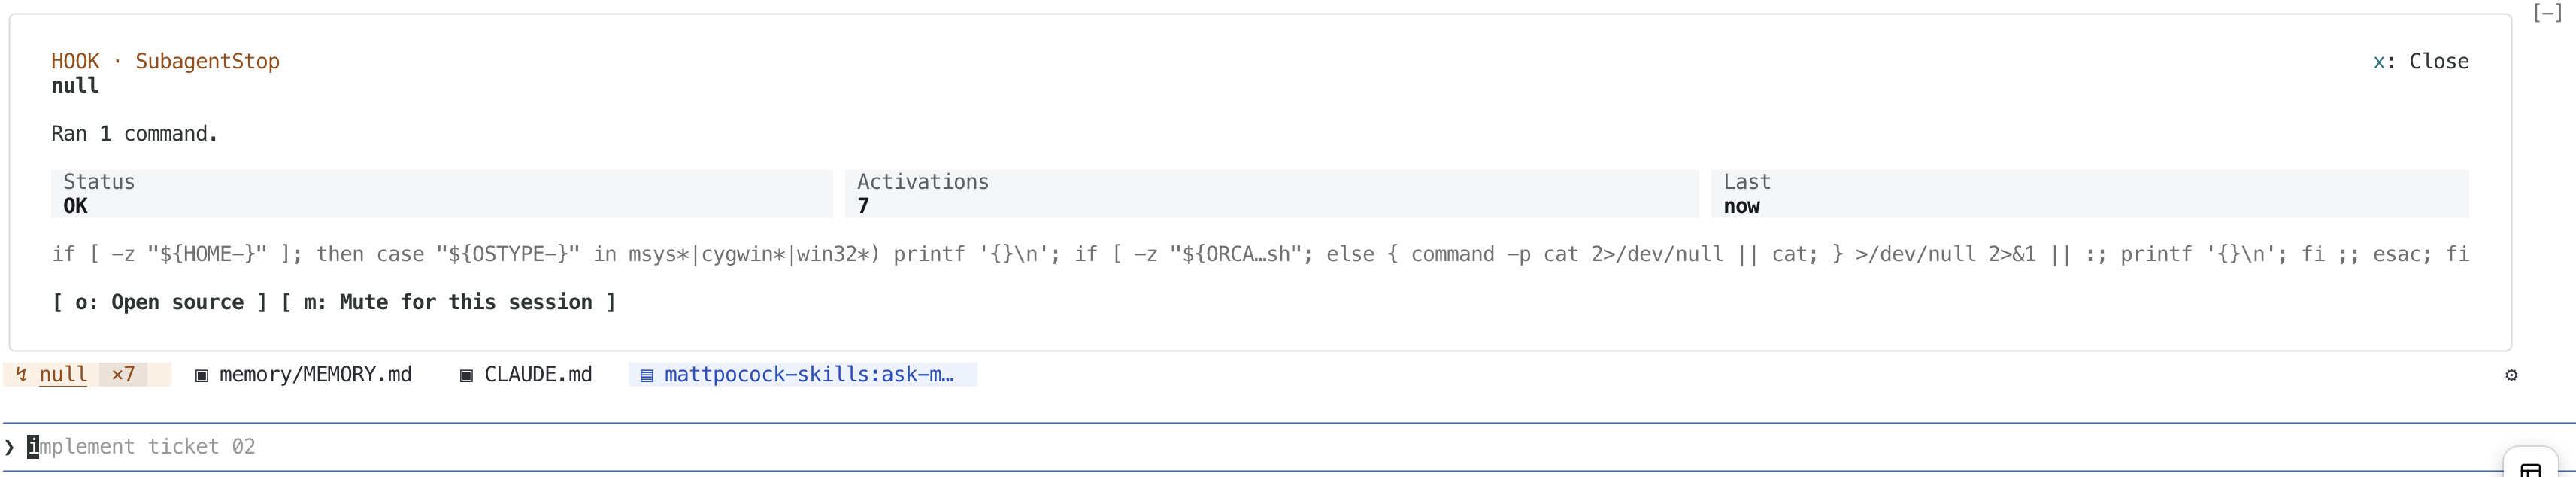 [−]
HOOK · SubagentStop x: Close
null
Ran 1 command.
Status Activations Last
OK 7 now
if [ -z "${HOME-}" ]; then case "${OSTYPE-}" in msys*|cygwin*|win32*) printf '{}\n'; if [ -z "${ORCA…sh"; else { command -p cat 2>/dev/null || cat; } >/dev/null 2>&1 || :; printf '{}\n'; fi ;; esac; fi
[ o: Open source ] [ m: Mute for this session ]
↯ null ×7 ▣ memory/MEMORY.md ▣ CLAUDE.md ▤ mattpocock-skills:ask-m… ⚙
❯ implement ticket 02